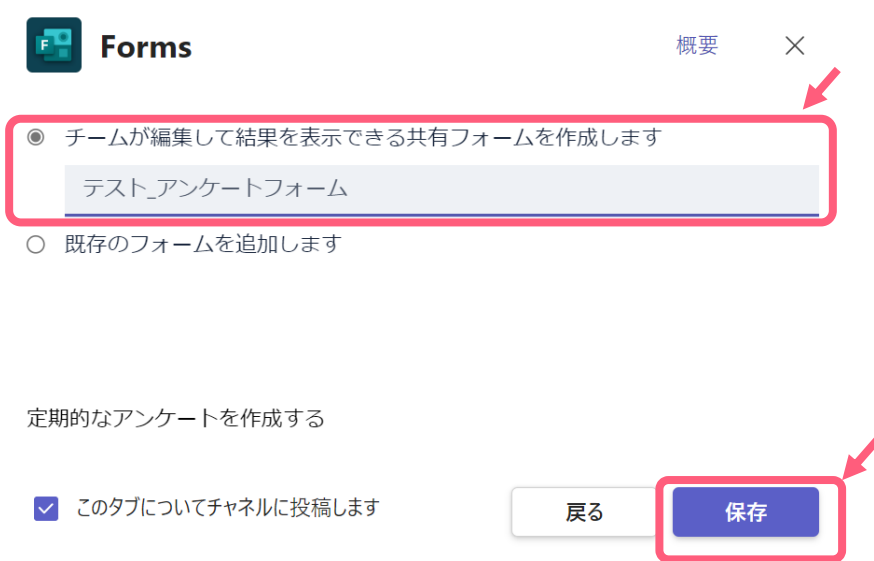 Forms
概要
チームが編集して結果を表示できる共有フォームを作成します
テスト_アンケートフォーム
既存のフォームを追加します
定期的なアンケートを作成する
このタブについてチャネルに投稿します
戻る
保存